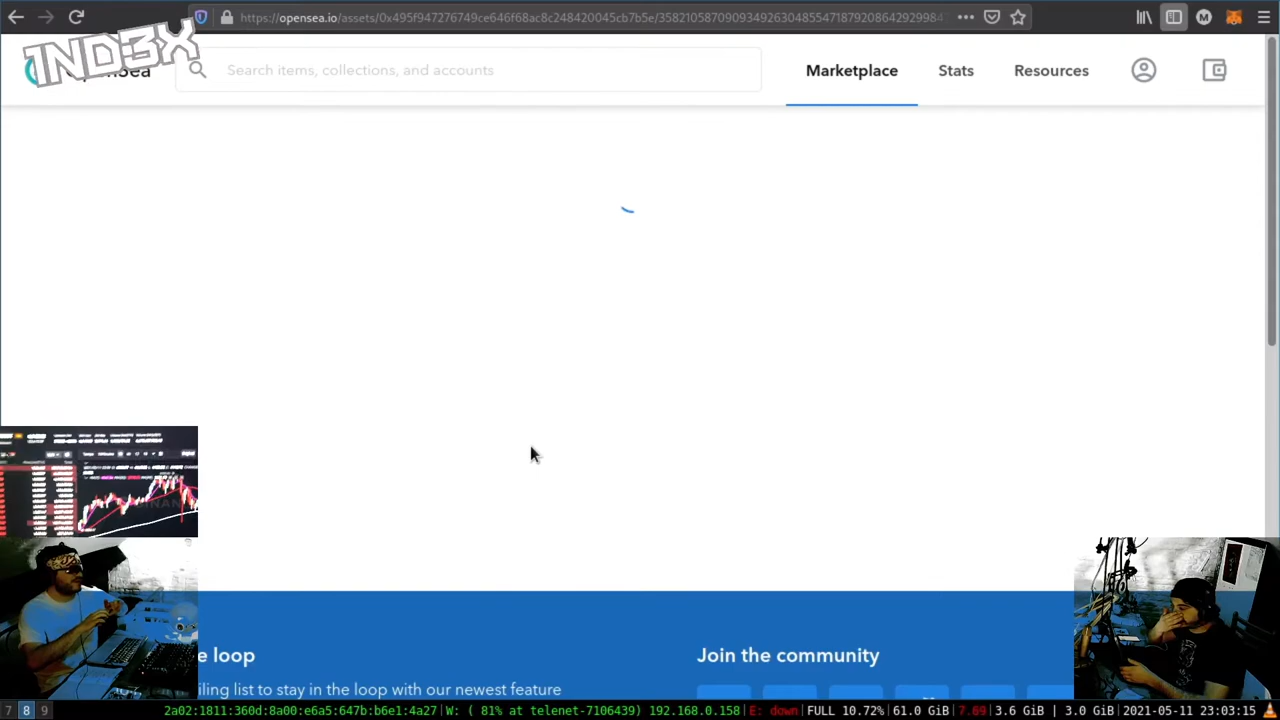 https://opensea.io/assets/0x495f947276749ce646f68ac8c248420045cb7b5e/358210587090934926304855471879208642929984
1ND3X
opensea
Search items, collections, and accounts
Marketplace
Stats
Resources
M
e loop
Join the community
iling list to stay in the loop with our newest feature
7 8 9
2a02:1811:360d:8a00:e6a5:647b:b6e1:4a27|W: ( 81% at telenet-7106439) 192.168.0.158|E: down|FULL 10.72%|61.0 GiB|7.69|3.6 GiB | 3.0 GiB|2021-05-11 23:03:15